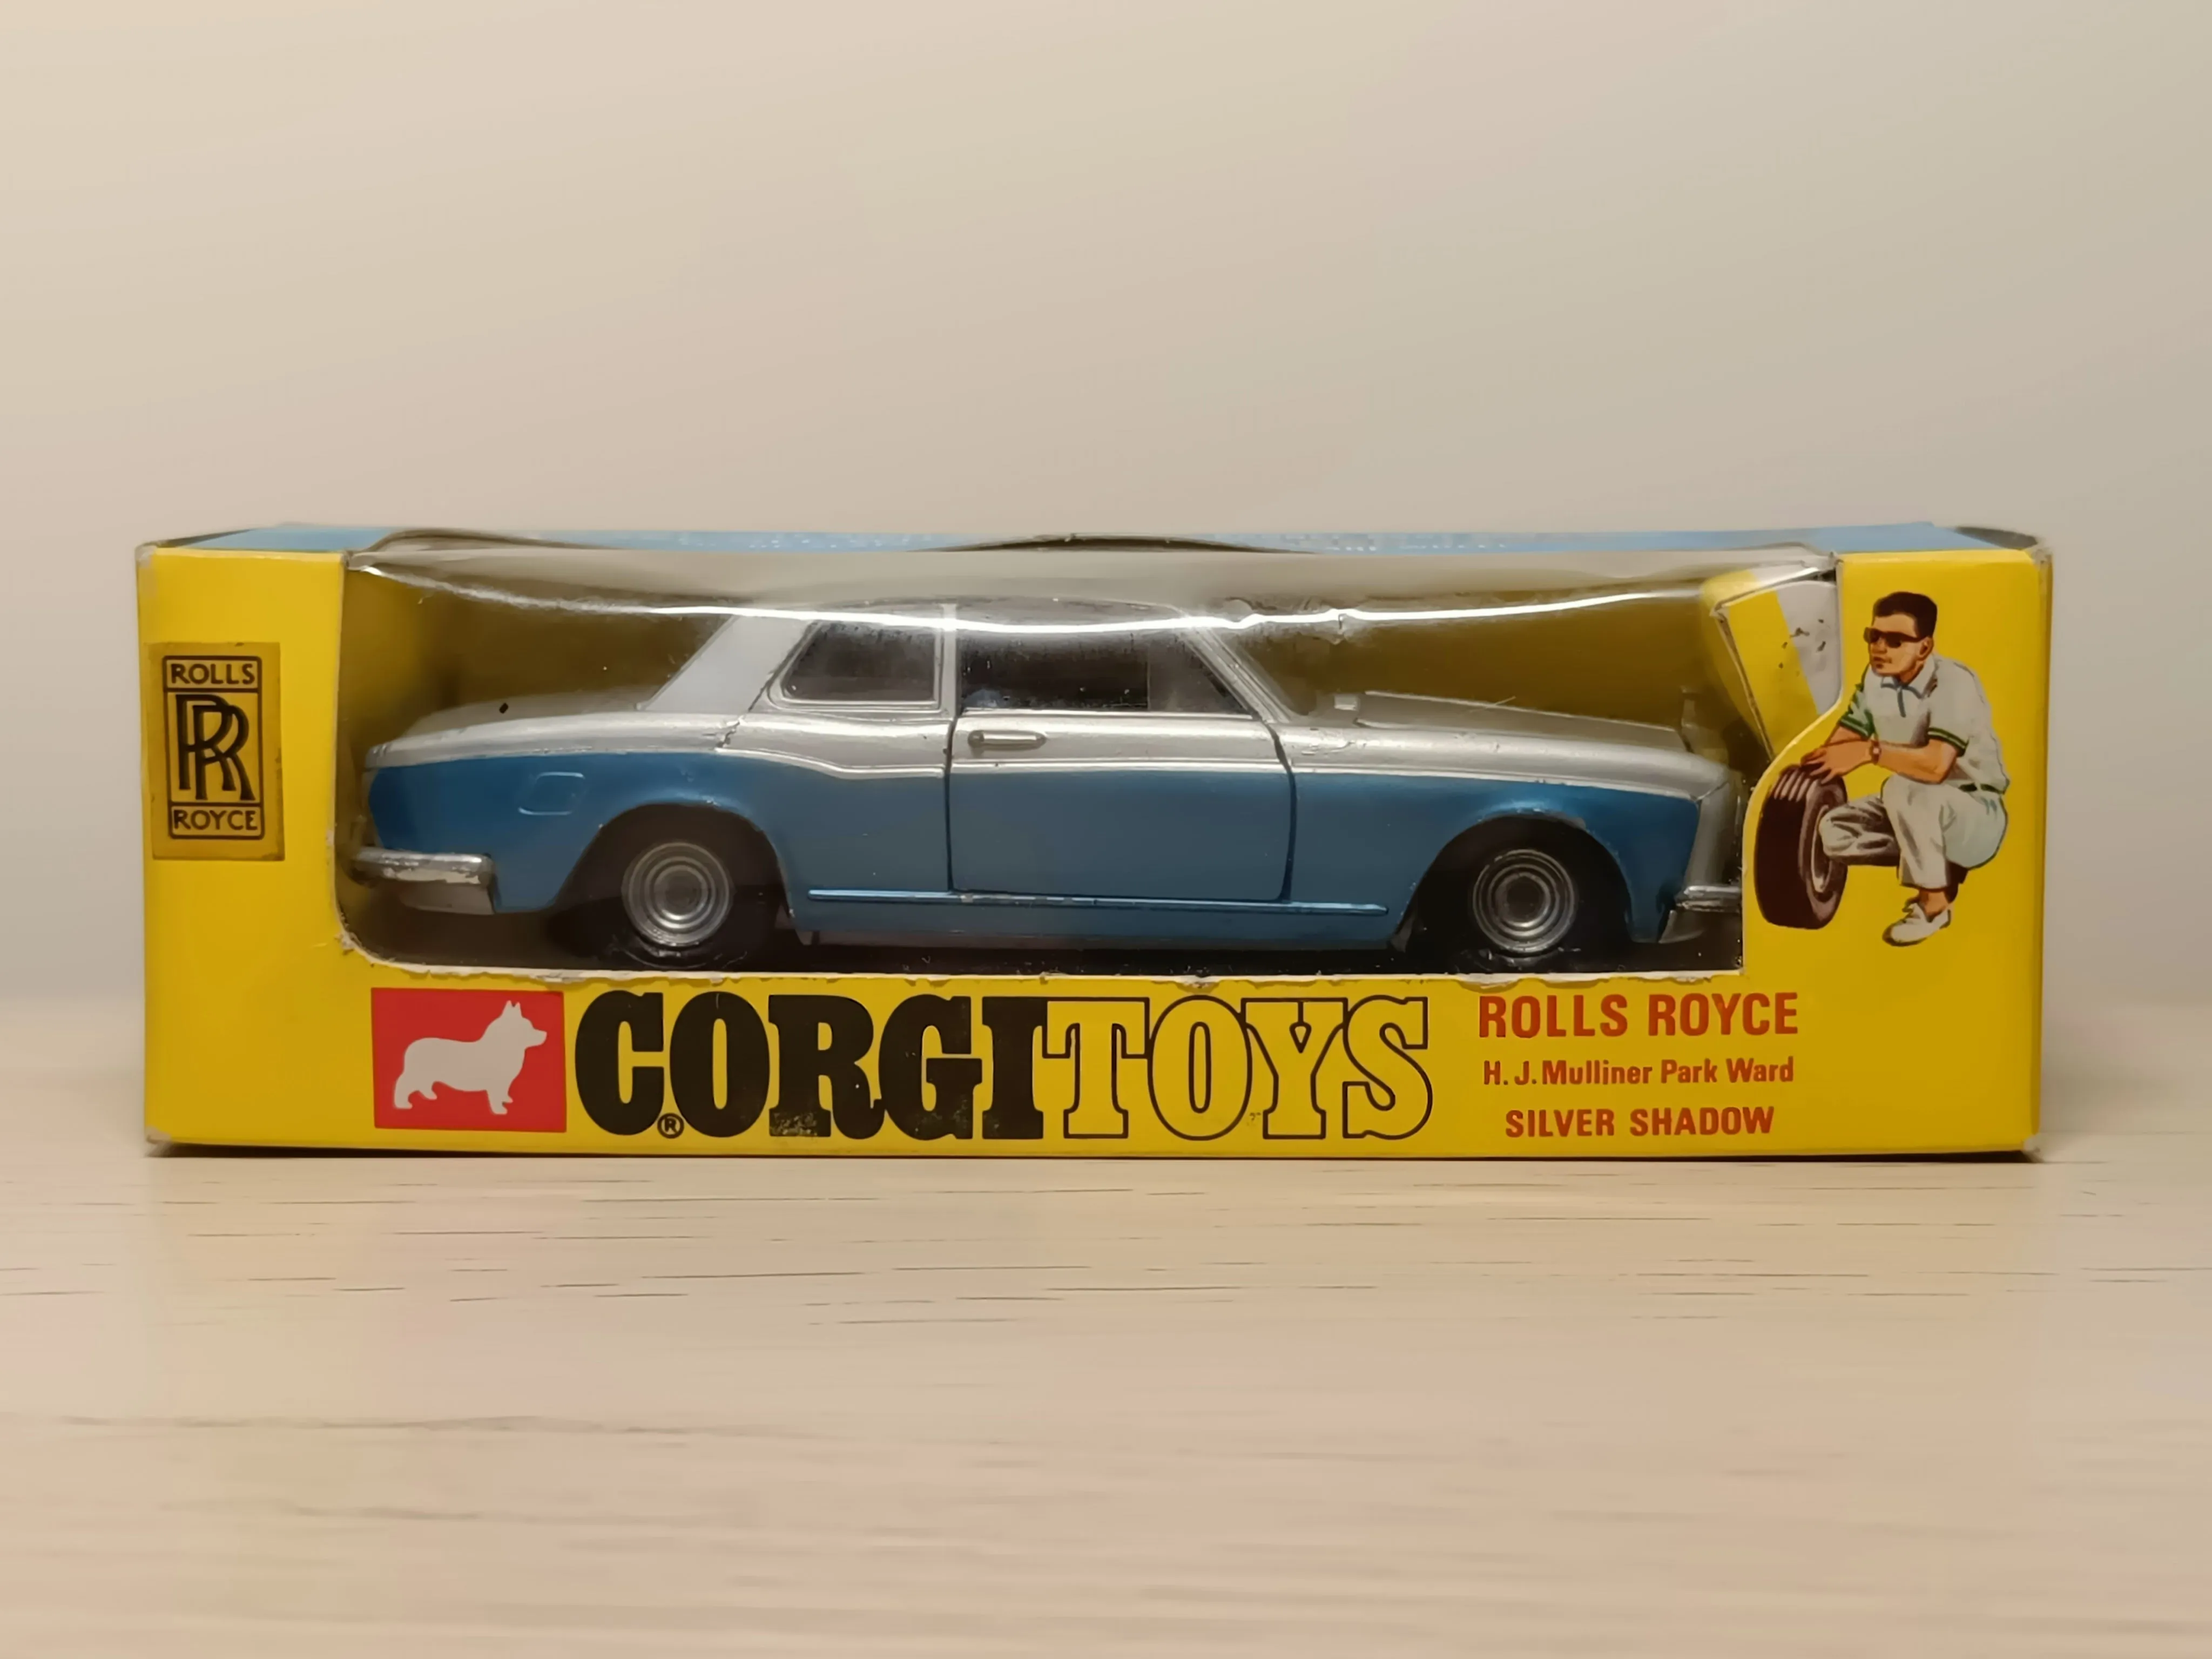 ROLLS
RR
ROYCE
CORGI TOYS
®
ROLLS ROYCE
H.J. Mulliner Park Ward
SILVER SHADOW